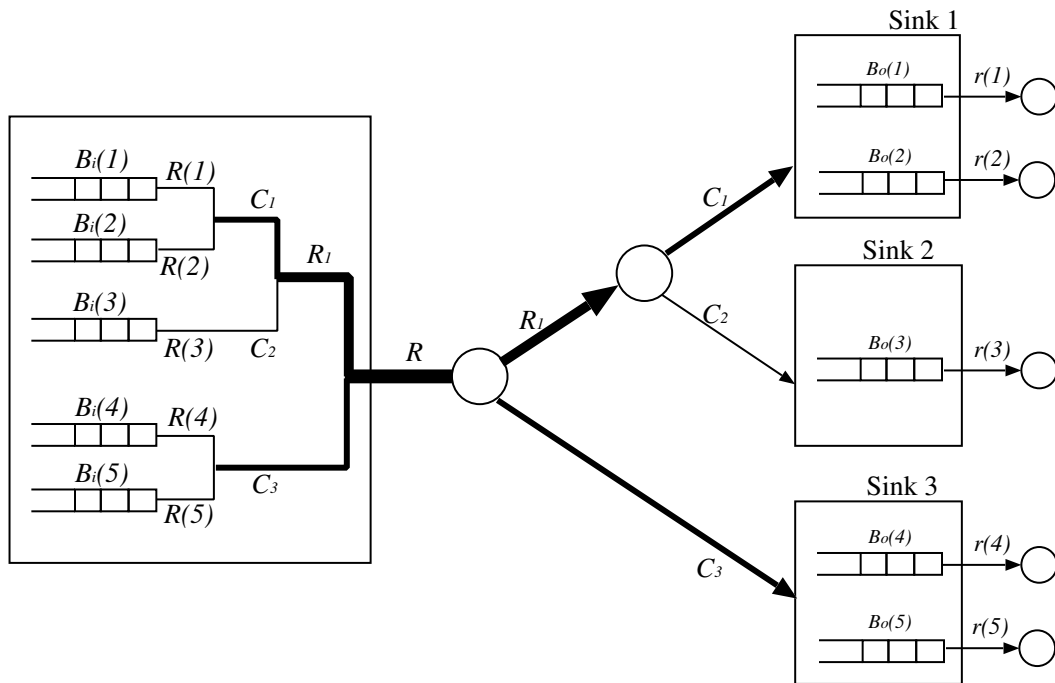 Sink 1
Bo(1)
r(1)
Bo(2)
r(2)
Bi(1)
R(1)
C1
Bi(2)
R(2)
R1
Bi(3)
R(3)
C2
R
Bi(4)
R(4)
C3
Bi(5)
R(5)
R1
C1
C2
C3
Sink 2
Bo(3)
r(3)
Sink 3
Bo(4)
r(4)
Bo(5)
r(5)